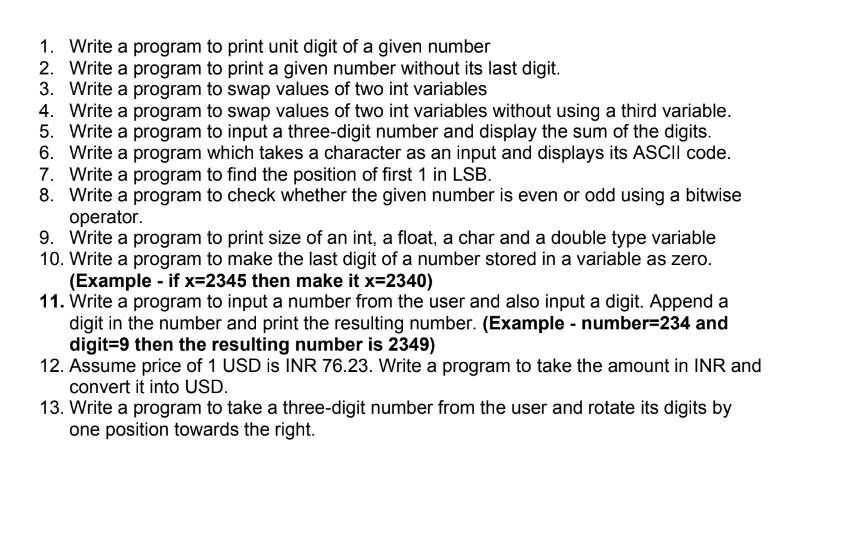 1. Write a program to print unit digit of a given number
2. Write a program to print a given number without its last digit.
3. Write a program to swap values of two int variables
4. Write a program to swap values of two int variables without using a third variable.
5. Write a program to input a three-digit number and display the sum of the digits.
6. Write a program which takes a character as an input and displays its ASCII code.
7. Write a program to find the position of first 1 in LSB.
8. Write a program to check whether the given number is even or odd using a bitwise
operator.
9. Write a program to print size of an int, a float, a char and a double type variable
10. Write a program to make the last digit of a number stored in a variable as zero.
(Example - if x=2345 then make it x=2340)
11. Write a program to input a number from the user and also input a digit. Append a
digit in the number and print the resulting number. (Example - number=234 and
digit=9 then the resulting number is 2349)
12. Assume price of 1 USD is INR 76.23. Write a program to take the amount in INR and
convert it into USD.
13. Write a program to take a three-digit number from the user and rotate its digits by
one position towards the right.